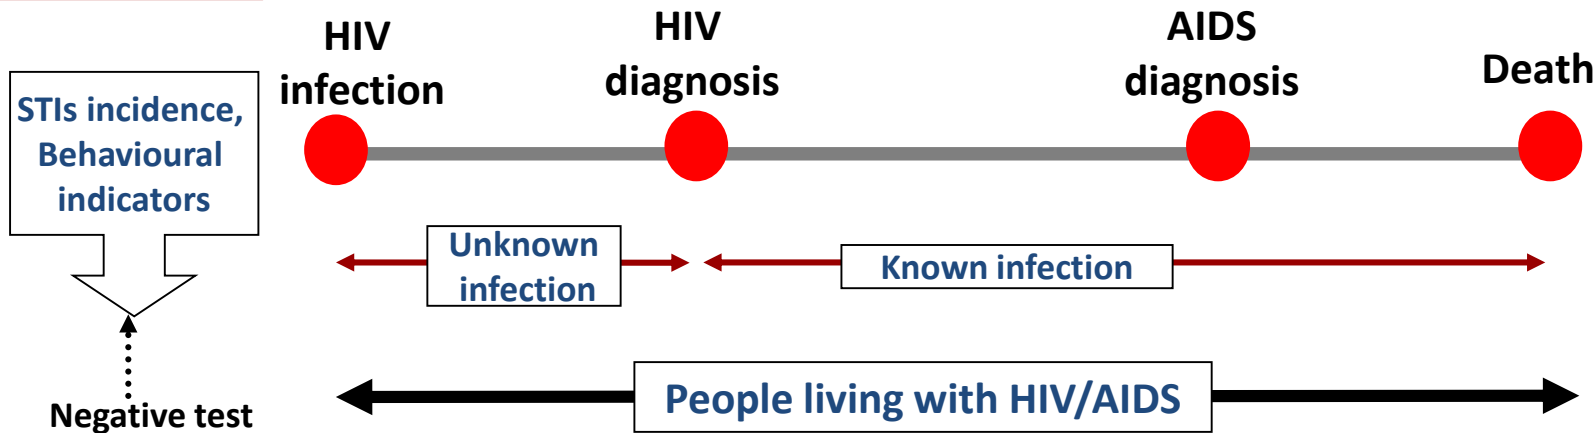 HIV
infection
HIV
diagnosis
AIDS
diagnosis
Death
STIs incidence,
Behavioural
indicators
Unknown
infection
Known infection
People living with HIV/AIDS
Negative test